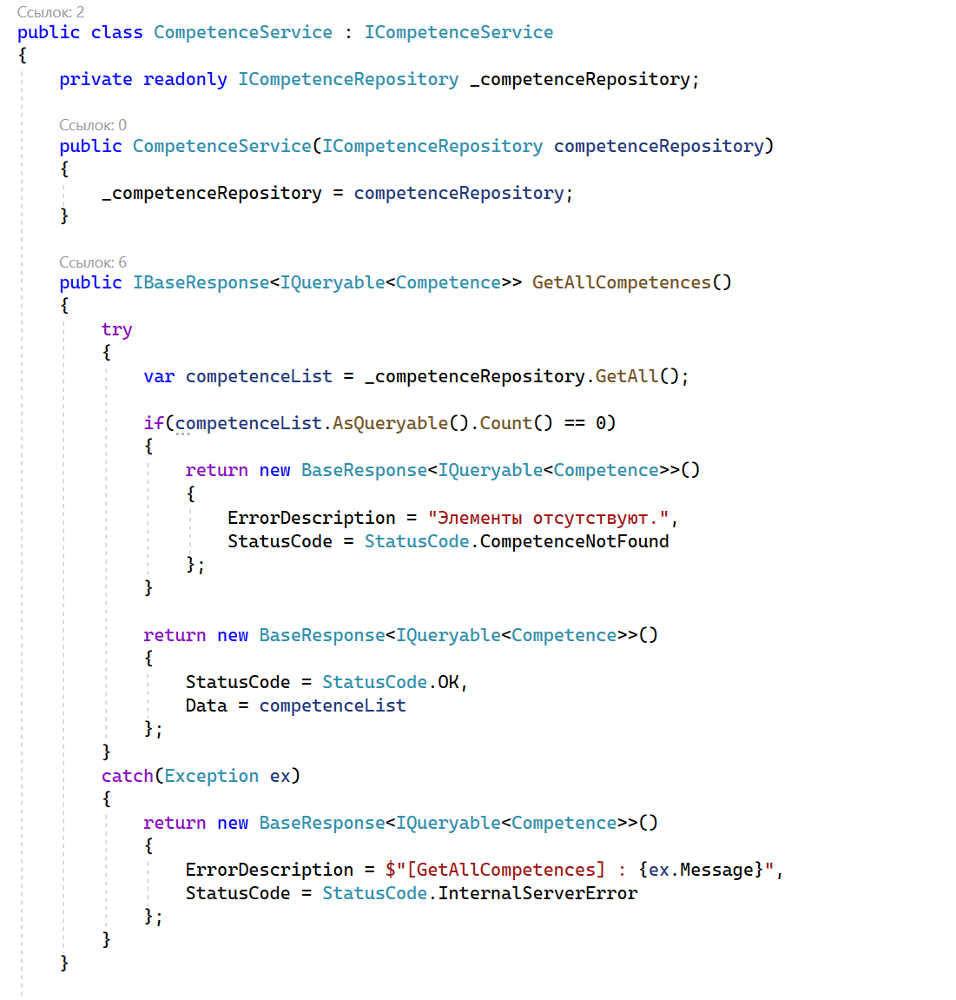 Ссылок: 2
public class CompetenceService : ICompetenceService
{
    private readonly ICompetenceRepository _competenceRepository;
    Ссылок: 0
    public CompetenceService(ICompetenceRepository competenceRepository)
    {
        _competenceRepository = competenceRepository;
    }
    Ссылок: 6
    public IBaseResponse<IQueryable<Competence>> GetAllCompetences()
    {
        try
        {
            var competenceList = _competenceRepository.GetAll();
            if(competenceList.AsQueryable().Count() == 0)
            {
                return new BaseResponse<IQueryable<Competence>>()
                {
                    ErrorDescription = "Элементы отсутствуют.",
                    StatusCode = StatusCode.CompetenceNotFound
                };
            }
            return new BaseResponse<IQueryable<Competence>>()
            {
                StatusCode = StatusCode.OK,
                Data = competenceList
            };
        }
        catch(Exception ex)
        {
            return new BaseResponse<IQueryable<Competence>>()
            {
                ErrorDescription = $"[GetAllCompetences] : {ex.Message}",
                StatusCode = StatusCode.InternalServerError
            };
        }
    }